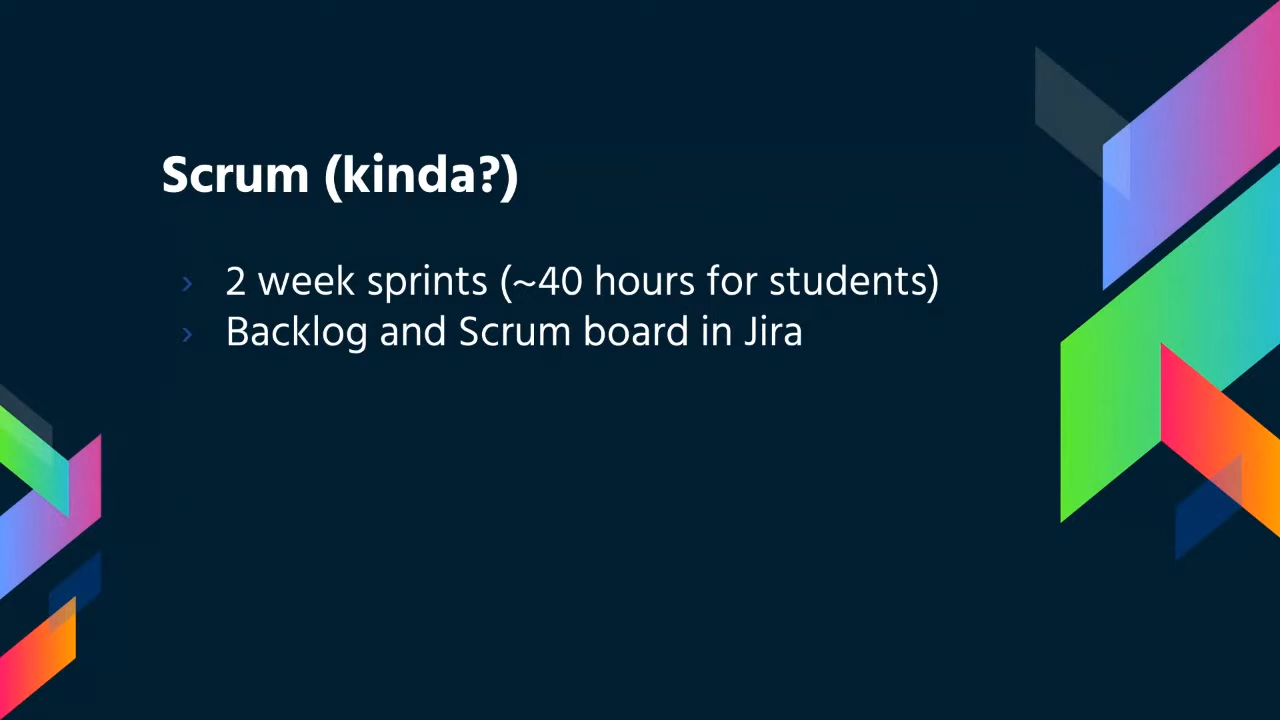 Scrum (kinda?)
› 2 week sprints (~40 hours for students)
› Backlog and Scrum board in Jira